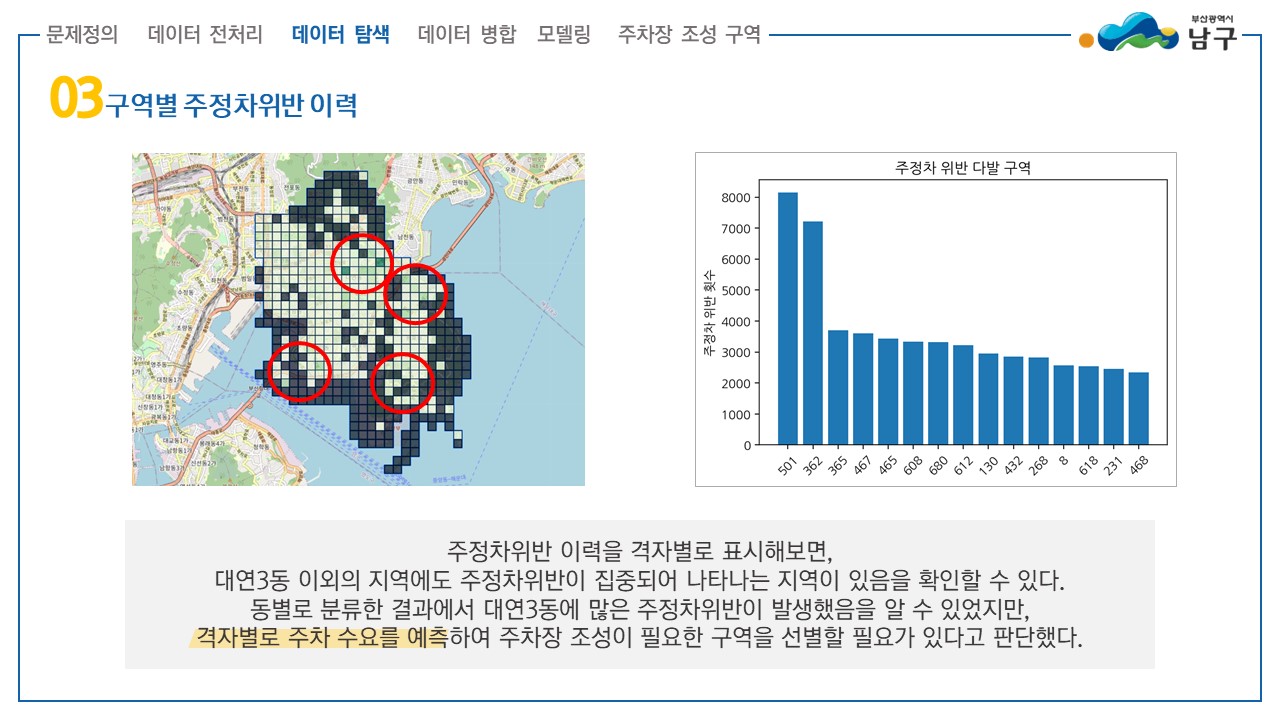 문제정의 데이터 전처리 데이터 탐색 데이터 병합 모델링 주차장 조성 구역
부산광역시
남구
03구역별 주정차위반 이력
주정차 위반 다발 구역
주정차 위반 횟수
8000
7000
6000
5000
4000
3000
2000
1000
0
501 362 365 467 465 608 680 612 130 432 268 8 618 231 468
주정차위반 이력을 격자별로 표시해보면,
대연3동 이외의 지역에도 주정차위반이 집중되어 나타나는 지역이 있음을 확인할 수 있다.
동별로 분류한 결과에서 대연3동에 많은 주정차위반이 발생했음을 알 수 있었지만,
격자별로 주차 수요를 예측하여 주차장 조성이 필요한 구역을 선별할 필요가 있다고 판단했다.